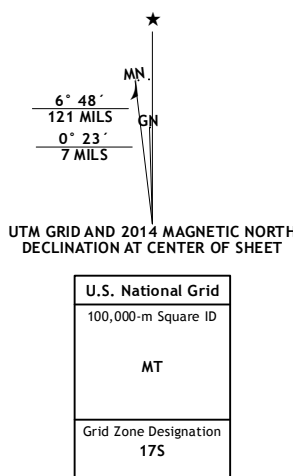 ★
MN
6° 48´
121 MILS
GN
0° 23´
7 MILS
UTM GRID AND 2014 MAGNETIC NORTH
DECLINATION AT CENTER OF SHEET
U.S. National Grid
100,000-m Square ID
MT
Grid Zone Designation
17S